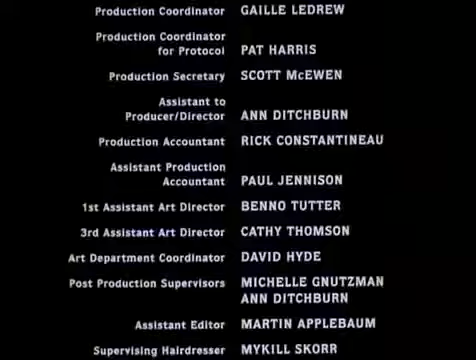 Production Coordinator GAILLE LEDREW
Production Coordinator
for Protocol PAT HARRIS
Production Secretary SCOTT McEWEN
Assistant to
Producer/Director ANN DITCHBURN
Production Accountant RICK CONSTANTINEAU
Assistant Production
Accountant PAUL JENNISON
1st Assistant Art Director BENNO TUTTER
3rd Assistant Art Director CATHY THOMSON
Art Department Coordinator DAVID HYDE
Post Production Supervisors MICHELLE GNUTZMAN
ANN DITCHBURN
Assistant Editor MARTIN APPLEBAUM
Supervising Hairdresser MYKILL SKORR